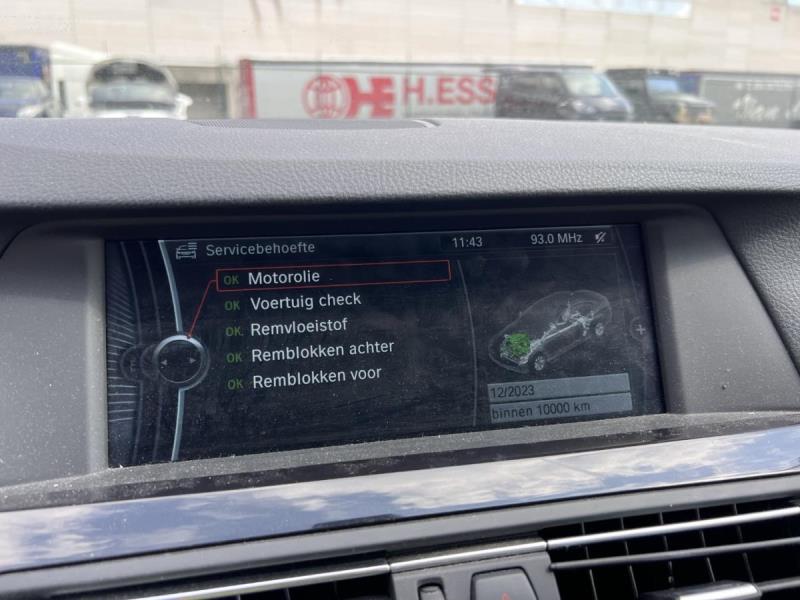 H.ESS
Servicebehoefte
11:43
93.0 MHz
OK Motorolie
OK Voertuig check
OK Remvloeistof
OK Remblokken achter
OK Remblokken voor
12/2023
binnen 10000 km